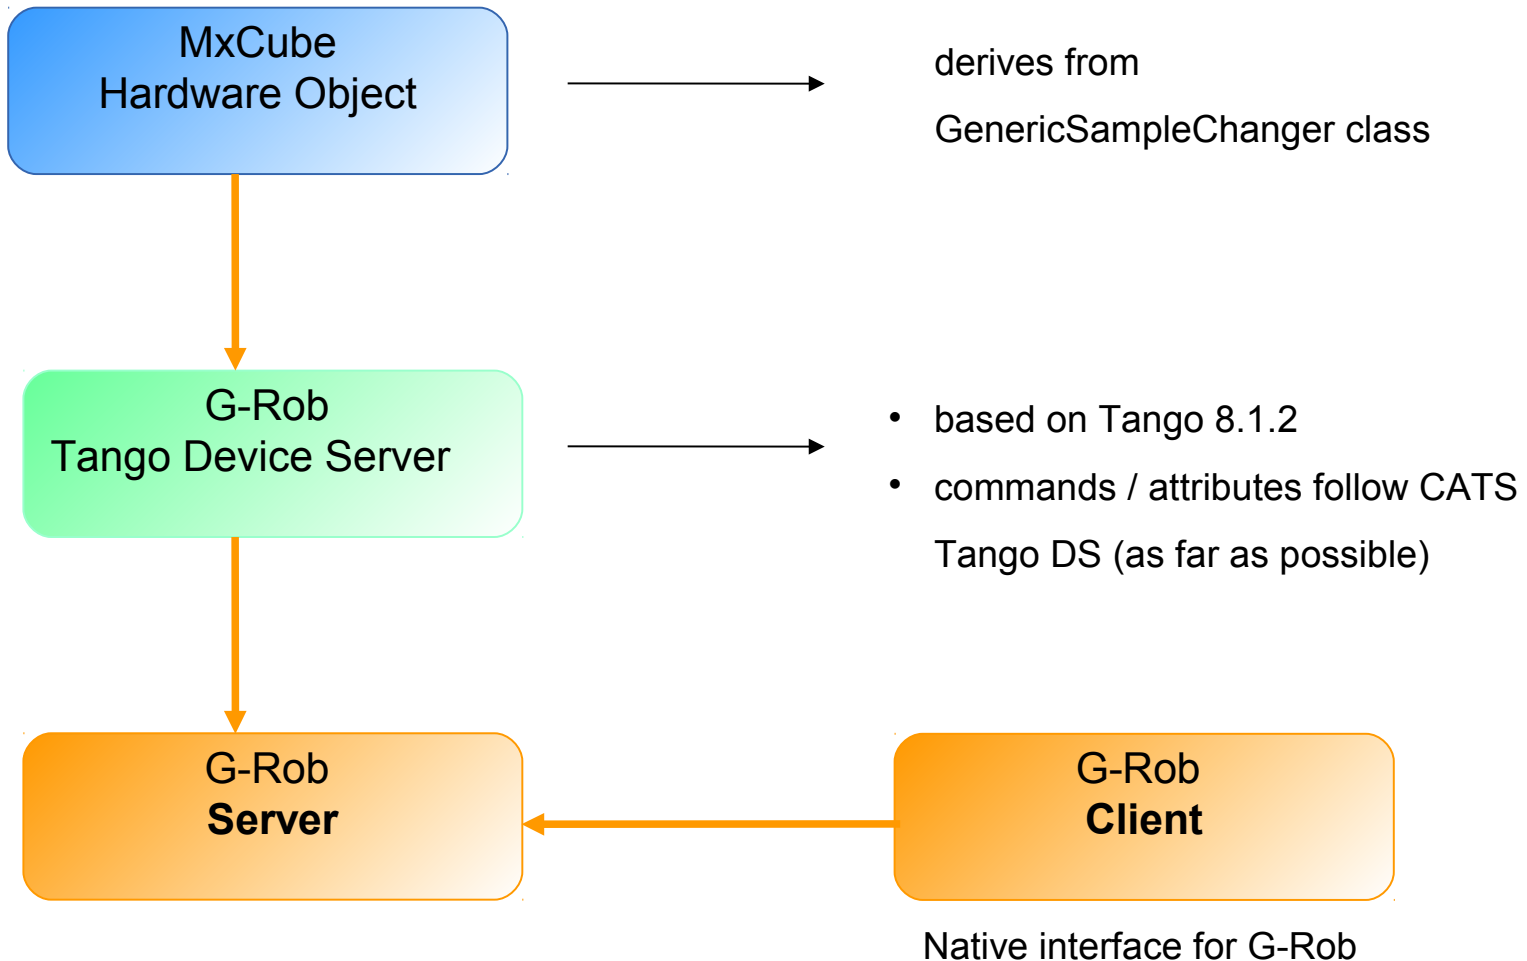 MxCube
Hardware Object
derives from
GenericSampleChanger class
G-Rob
Tango Device Server
• based on Tango 8.1.2
• commands / attributes follow CATS
Tango DS (as far as possible)
G-Rob
Server
G-Rob
Client
Native interface for G-Rob